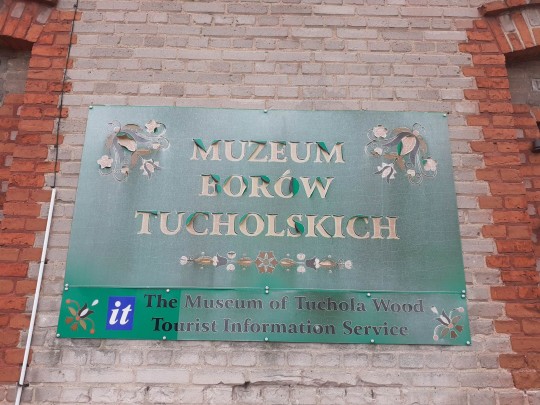 MUZEUM
BORÓW
TUCHOLSKICH
it The Museum of Tuchola Wood
Tourist Information Service